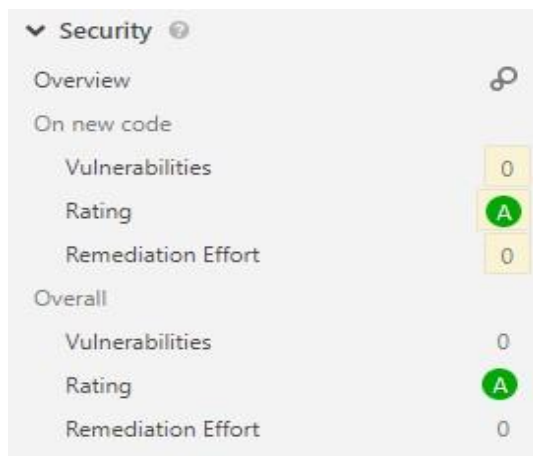 Security ?
Overview
On new code
Vulnerabilities 0
Rating A
Remediation Effort 0
Overall
Vulnerabilities 0
Rating A
Remediation Effort 0